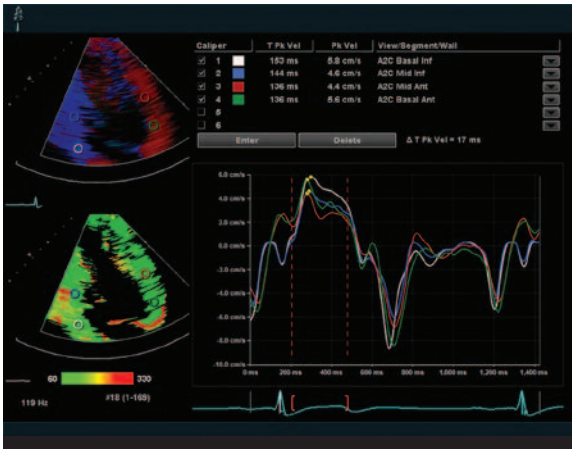 Caliper T Pk Vel Pk Vel View/Segment/Wall
1 153 ms 5.8 cm/s A2C Basal Inf
2 144 ms 4.6 cm/s A2C Mid Inf
3 136 ms 4.4 cm/s A2C Mid Ant
4 136 ms 5.6 cm/s A2C Basal Ant
5
6
Enter Delete Δ T Pk Vel = 17 ms
6.0 cm/s
4.0 cm/s
2.0 cm/s
0.0 cm/s
-2.0 cm/s
-4.0 cm/s
-6.0 cm/s
-8.0 cm/s
-10.0 cm/s
0 ms 200 ms 400 ms 600 ms 800 ms 1,000 ms 1,200 ms 1,400 ms
60 330
119 Hz #18 (1-169)